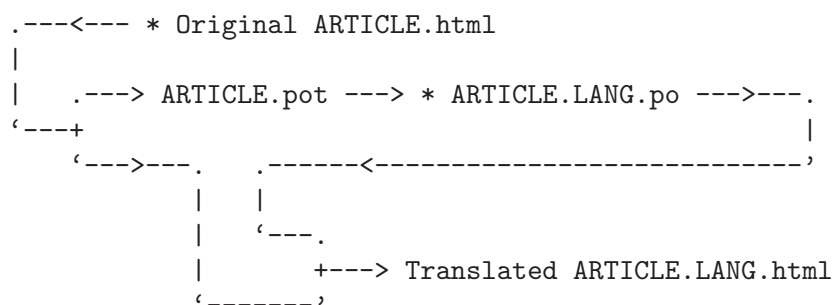 .---<--- * Original ARTICLE.html
|
|   .---> ARTICLE.pot ---> * ARTICLE.LANG.po --->---.
‘---+                                               |
    ‘--->---.   .------<----------------------------’
            |   |
            |   ‘---.
            |       +---> Translated ARTICLE.LANG.html
            ‘-------’